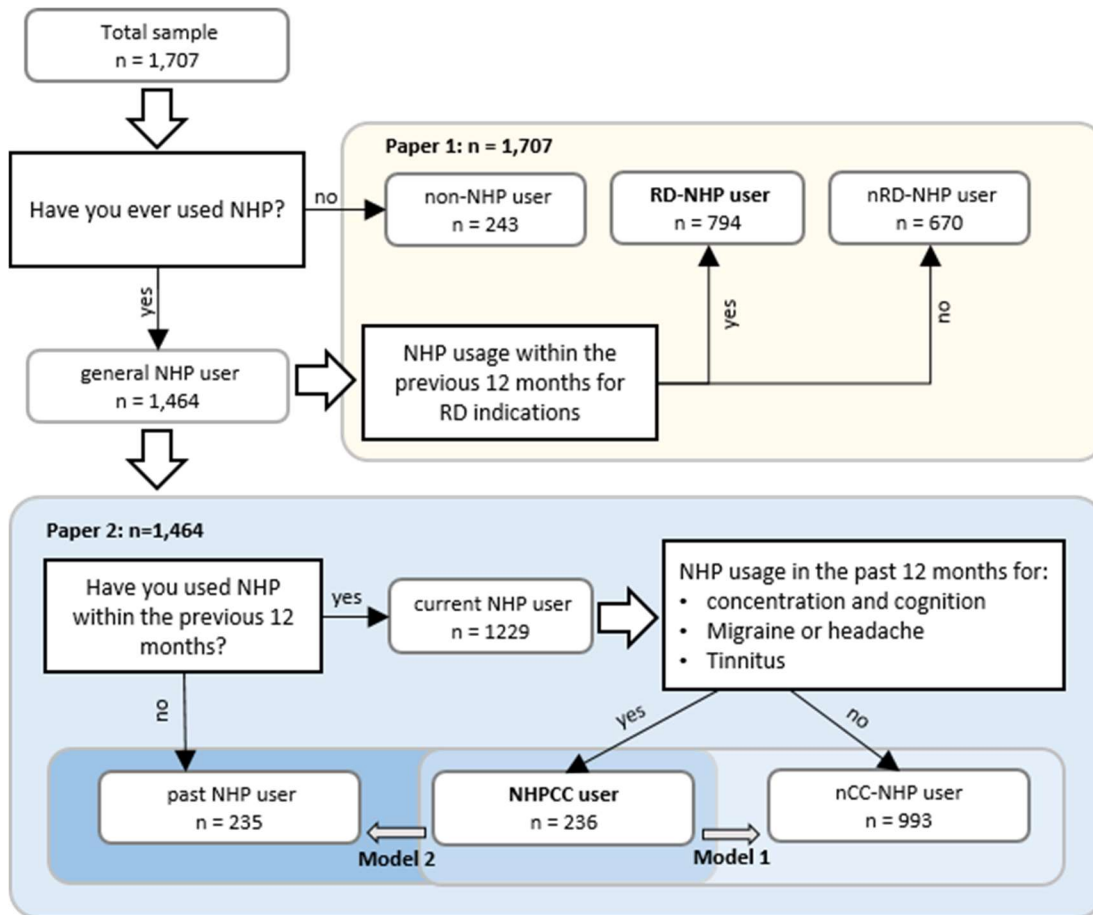 Total sample
n = 1,707
Paper 1: n = 1,707
Have you ever used NHP?
no
non-NHP user
n = 243
RD-NHP user
n = 794
nRD-NHP user
n = 670
yes
yes
no
general NHP user
n = 1,464
NHP usage within the
previous 12 months for
RD indications
Paper 2: n=1,464
Have you used NHP
within the previous 12
months?
yes
current NHP user
n = 1229
NHP usage in the past 12 months for:
• concentration and cognition
• Migraine or headache
• Tinnitus
no
yes
no
past NHP user
n = 235
NHPCC user
n = 236
nCC-NHP user
n = 993
Model 2
Model 1